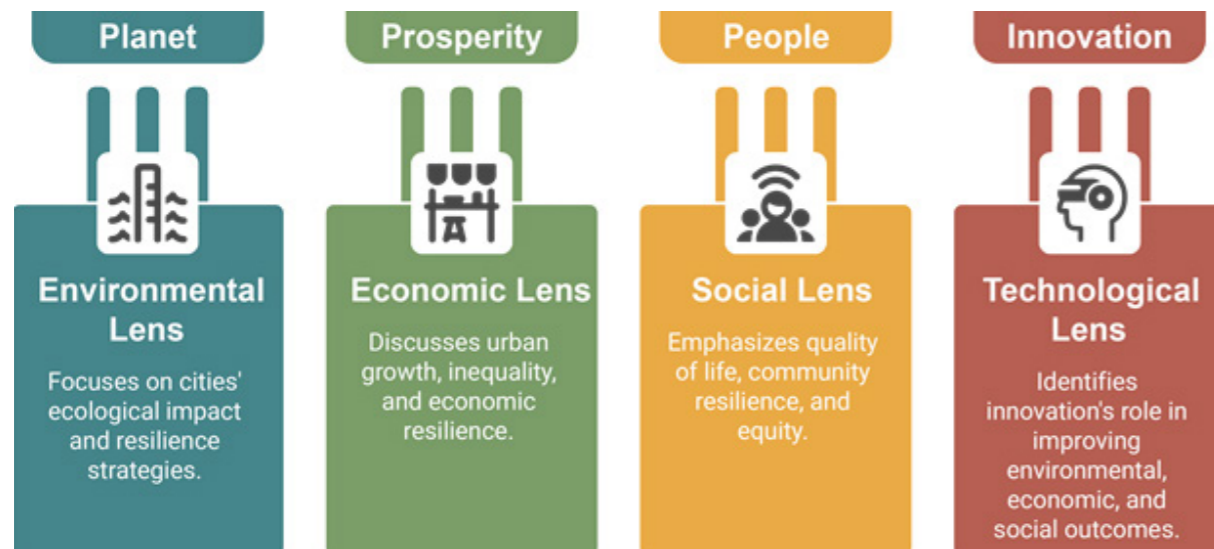 Planet
Environmental
Lens
Focuses on cities'
ecological impact
and resilience
strategies.
Prosperity
Economic Lens
Discusses urban
growth, inequality,
and economic
resilience.
People
Social Lens
Emphasizes quality
of life, community
resilience, and
equity.
Innovation
Technological
Lens
Identifies
innovation's role in
improving
environmental,
economic, and
social outcomes.